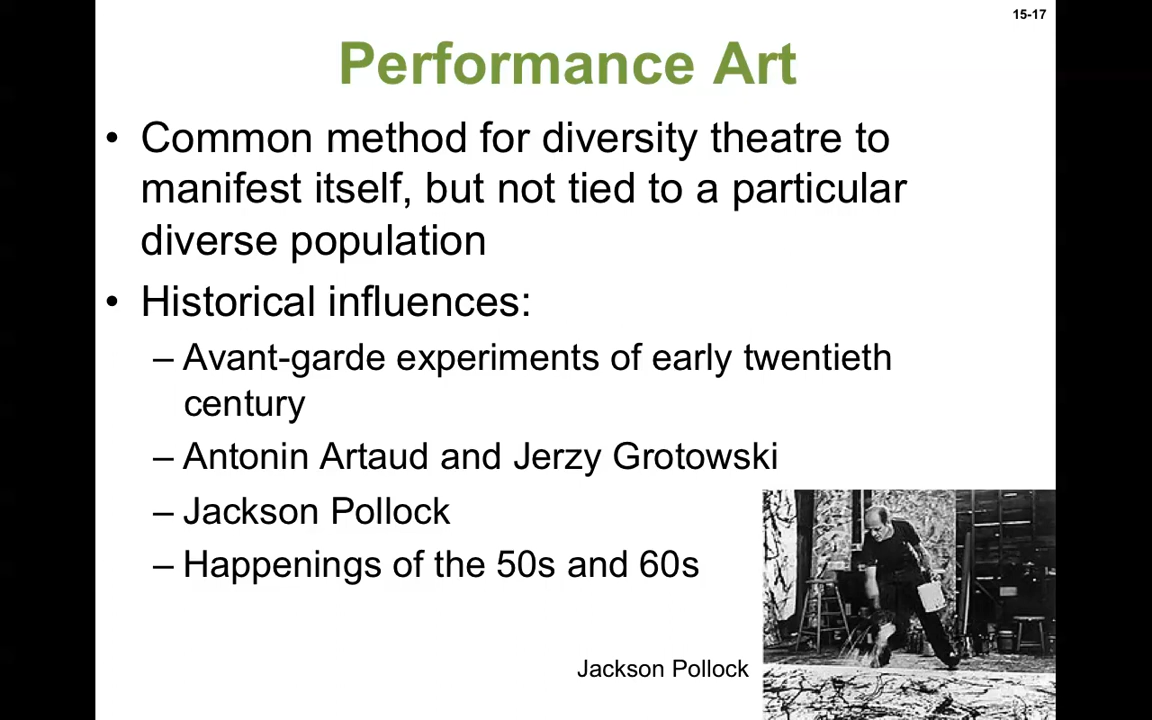 15-17
Performance Art
• Common method for diversity theatre to
manifest itself, but not tied to a particular
diverse population
• Historical influences:
– Avant-garde experiments of early twentieth
century
– Antonin Artaud and Jerzy Grotowski
– Jackson Pollock
– Happenings of the 50s and 60s
Jackson Pollock